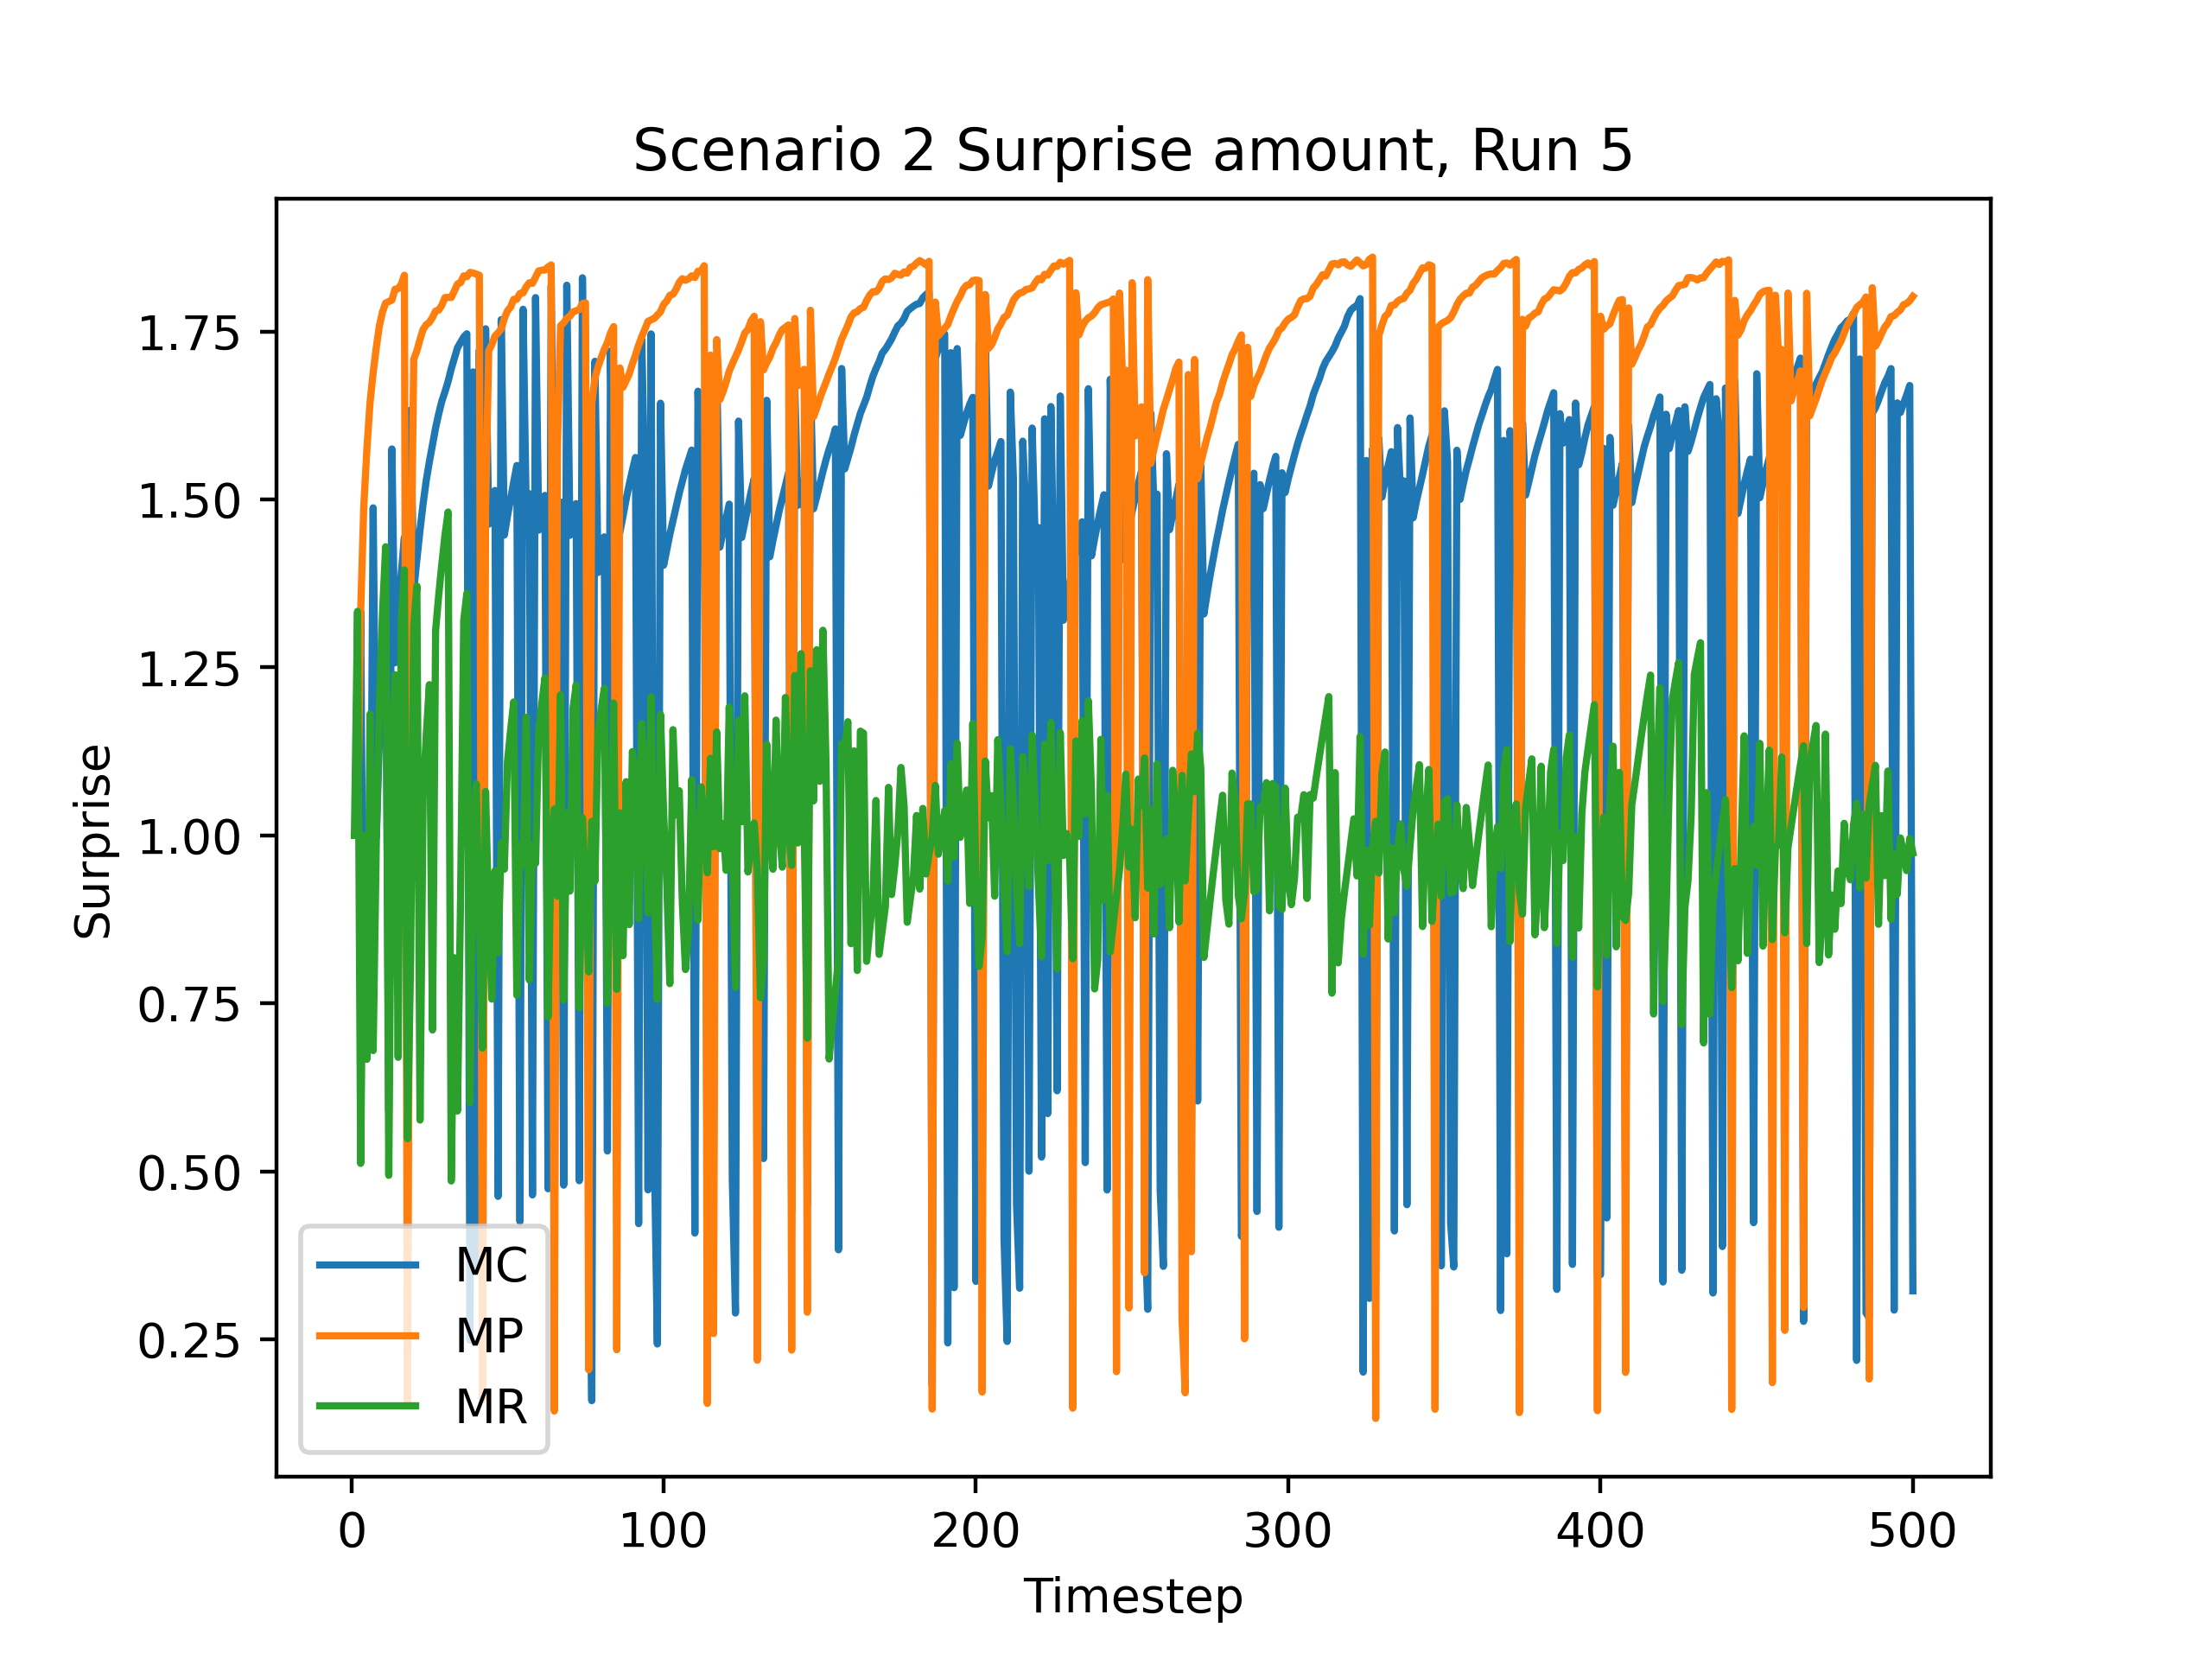 Scenario 2 Surprise amount, Run 5
Surprise
1.75
1.50
1.25
1.00
0.75
0.50
0.25
MC
MP
MR
0 100 200 300 400 500
Timestep